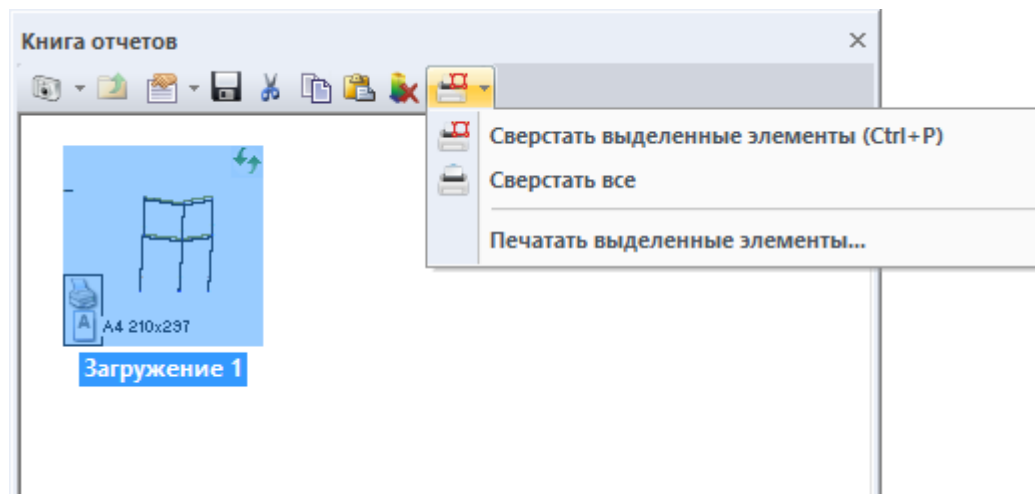 Книга отчетов
Сверстать выделенные элементы (Ctrl+P)
Сверстать все
Печатать выделенные элементы...
A
A4 210x297
Загружение 1